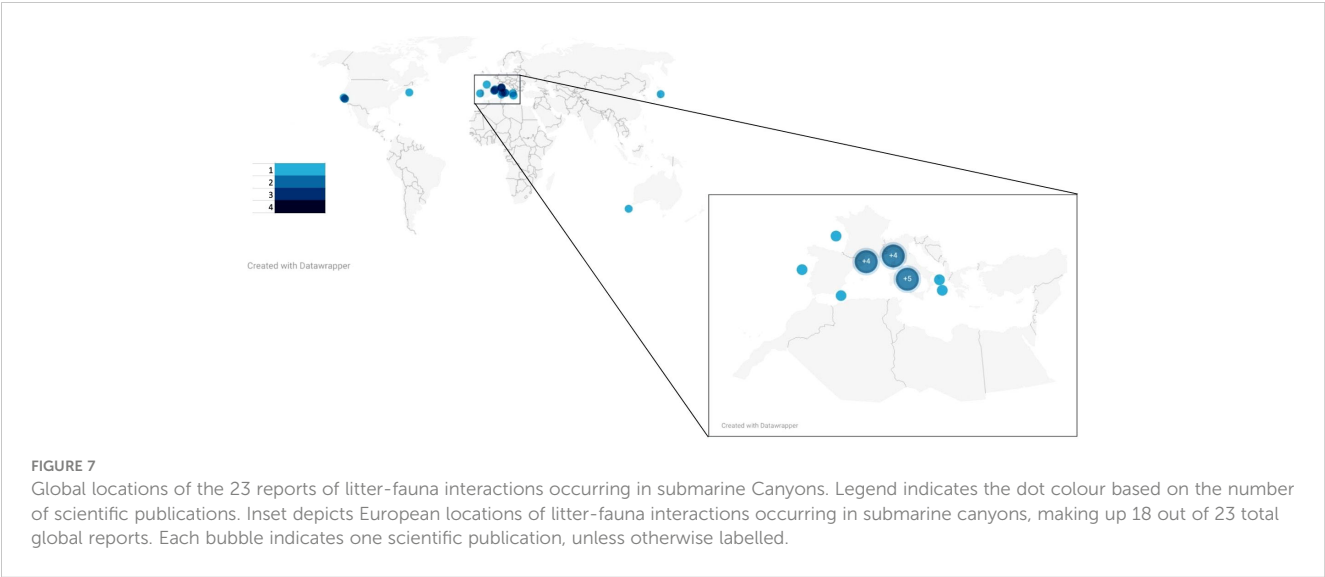 1
2
3
4
Created with Datawrapper
+4
+4
+5
Created with Datawrapper
FIGURE 7
Global locations of the 23 reports of litter-fauna interactions occurring in submarine Canyons. Legend indicates the dot colour based on the number
of scientific publications. Inset depicts European locations of litter-fauna interactions occurring in submarine canyons, making up 18 out of 23 total
global reports. Each bubble indicates one scientific publication, unless otherwise labelled.